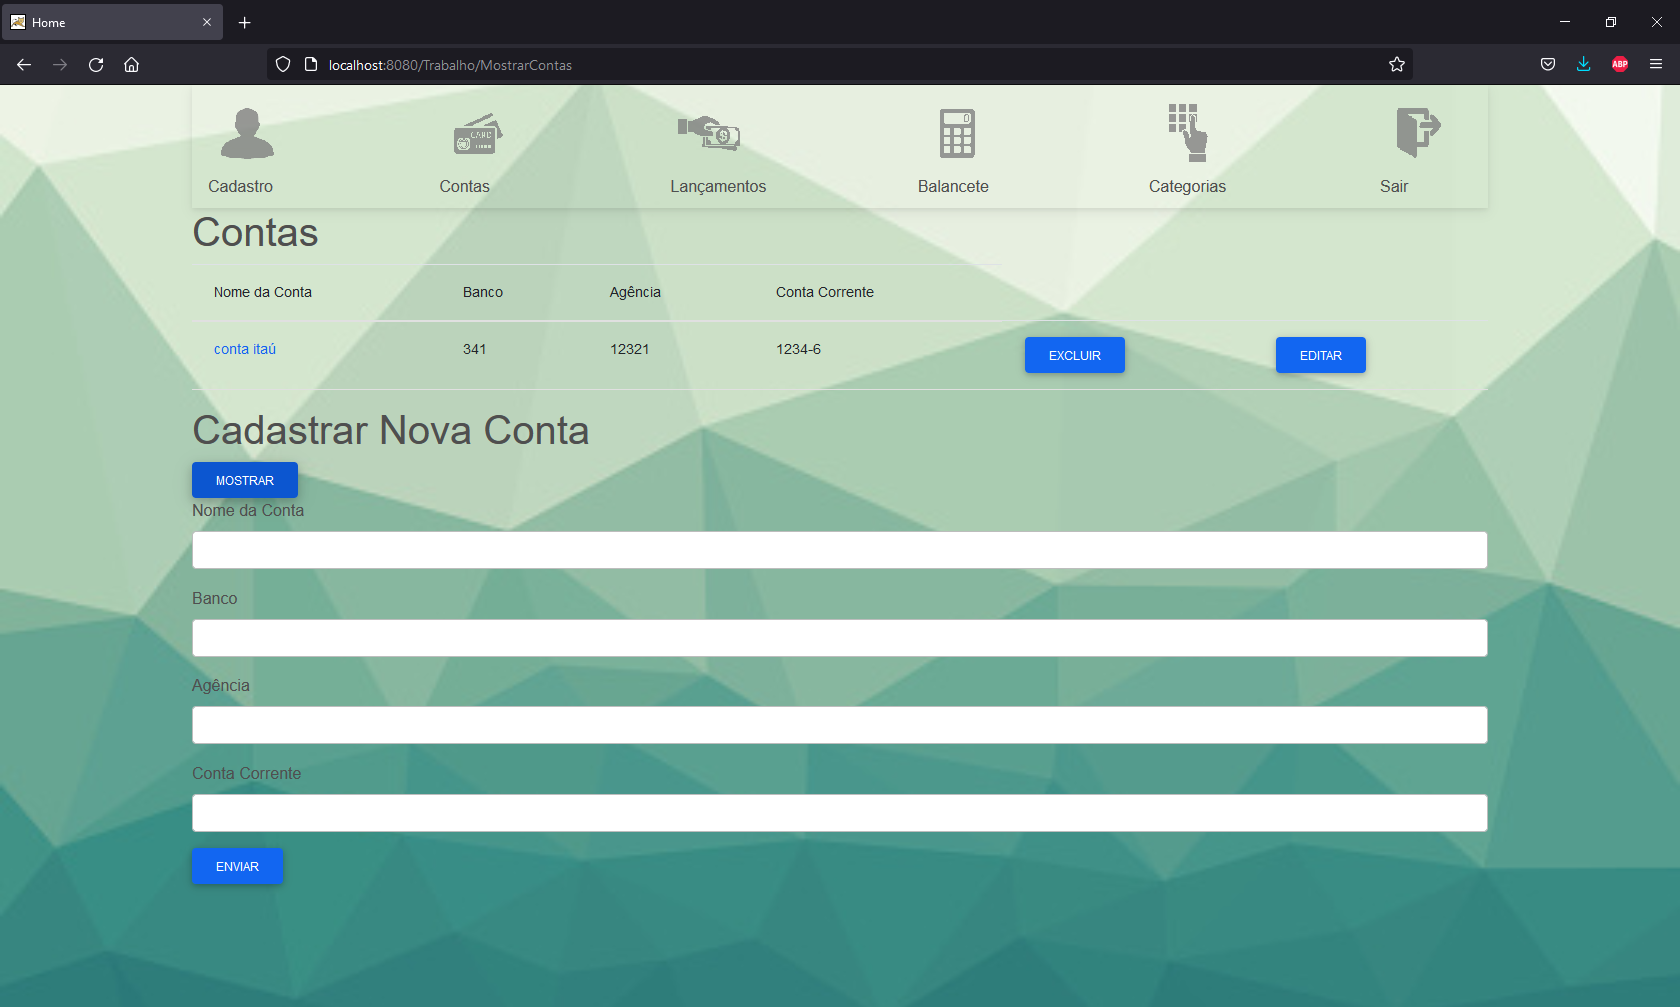 Home
localhost:8080/Trabalho/MostrarContas
ABP
CARD
$
0
Cadastro Contas Lançamentos Balancete Categorias Sair
Contas
Nome da Conta Banco Agência Conta Corrente
conta itaú 341 12321 1234-6 EXCLUIR EDITAR
Cadastrar Nova Conta
MOSTRAR
Nome da Conta
Banco
Agência
Conta Corrente
ENVIAR